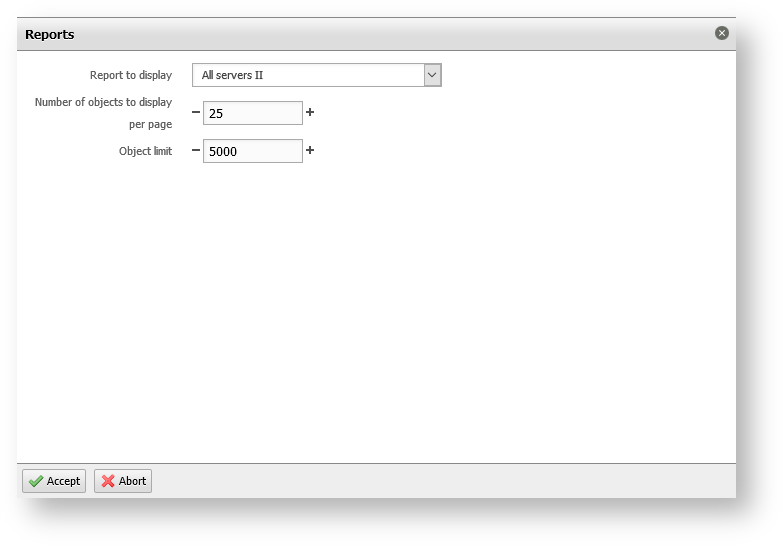 Reports
Report to display All servers II
Number of objects to display
per page − 25 +
Object limit − 5000 +
Accept Abort